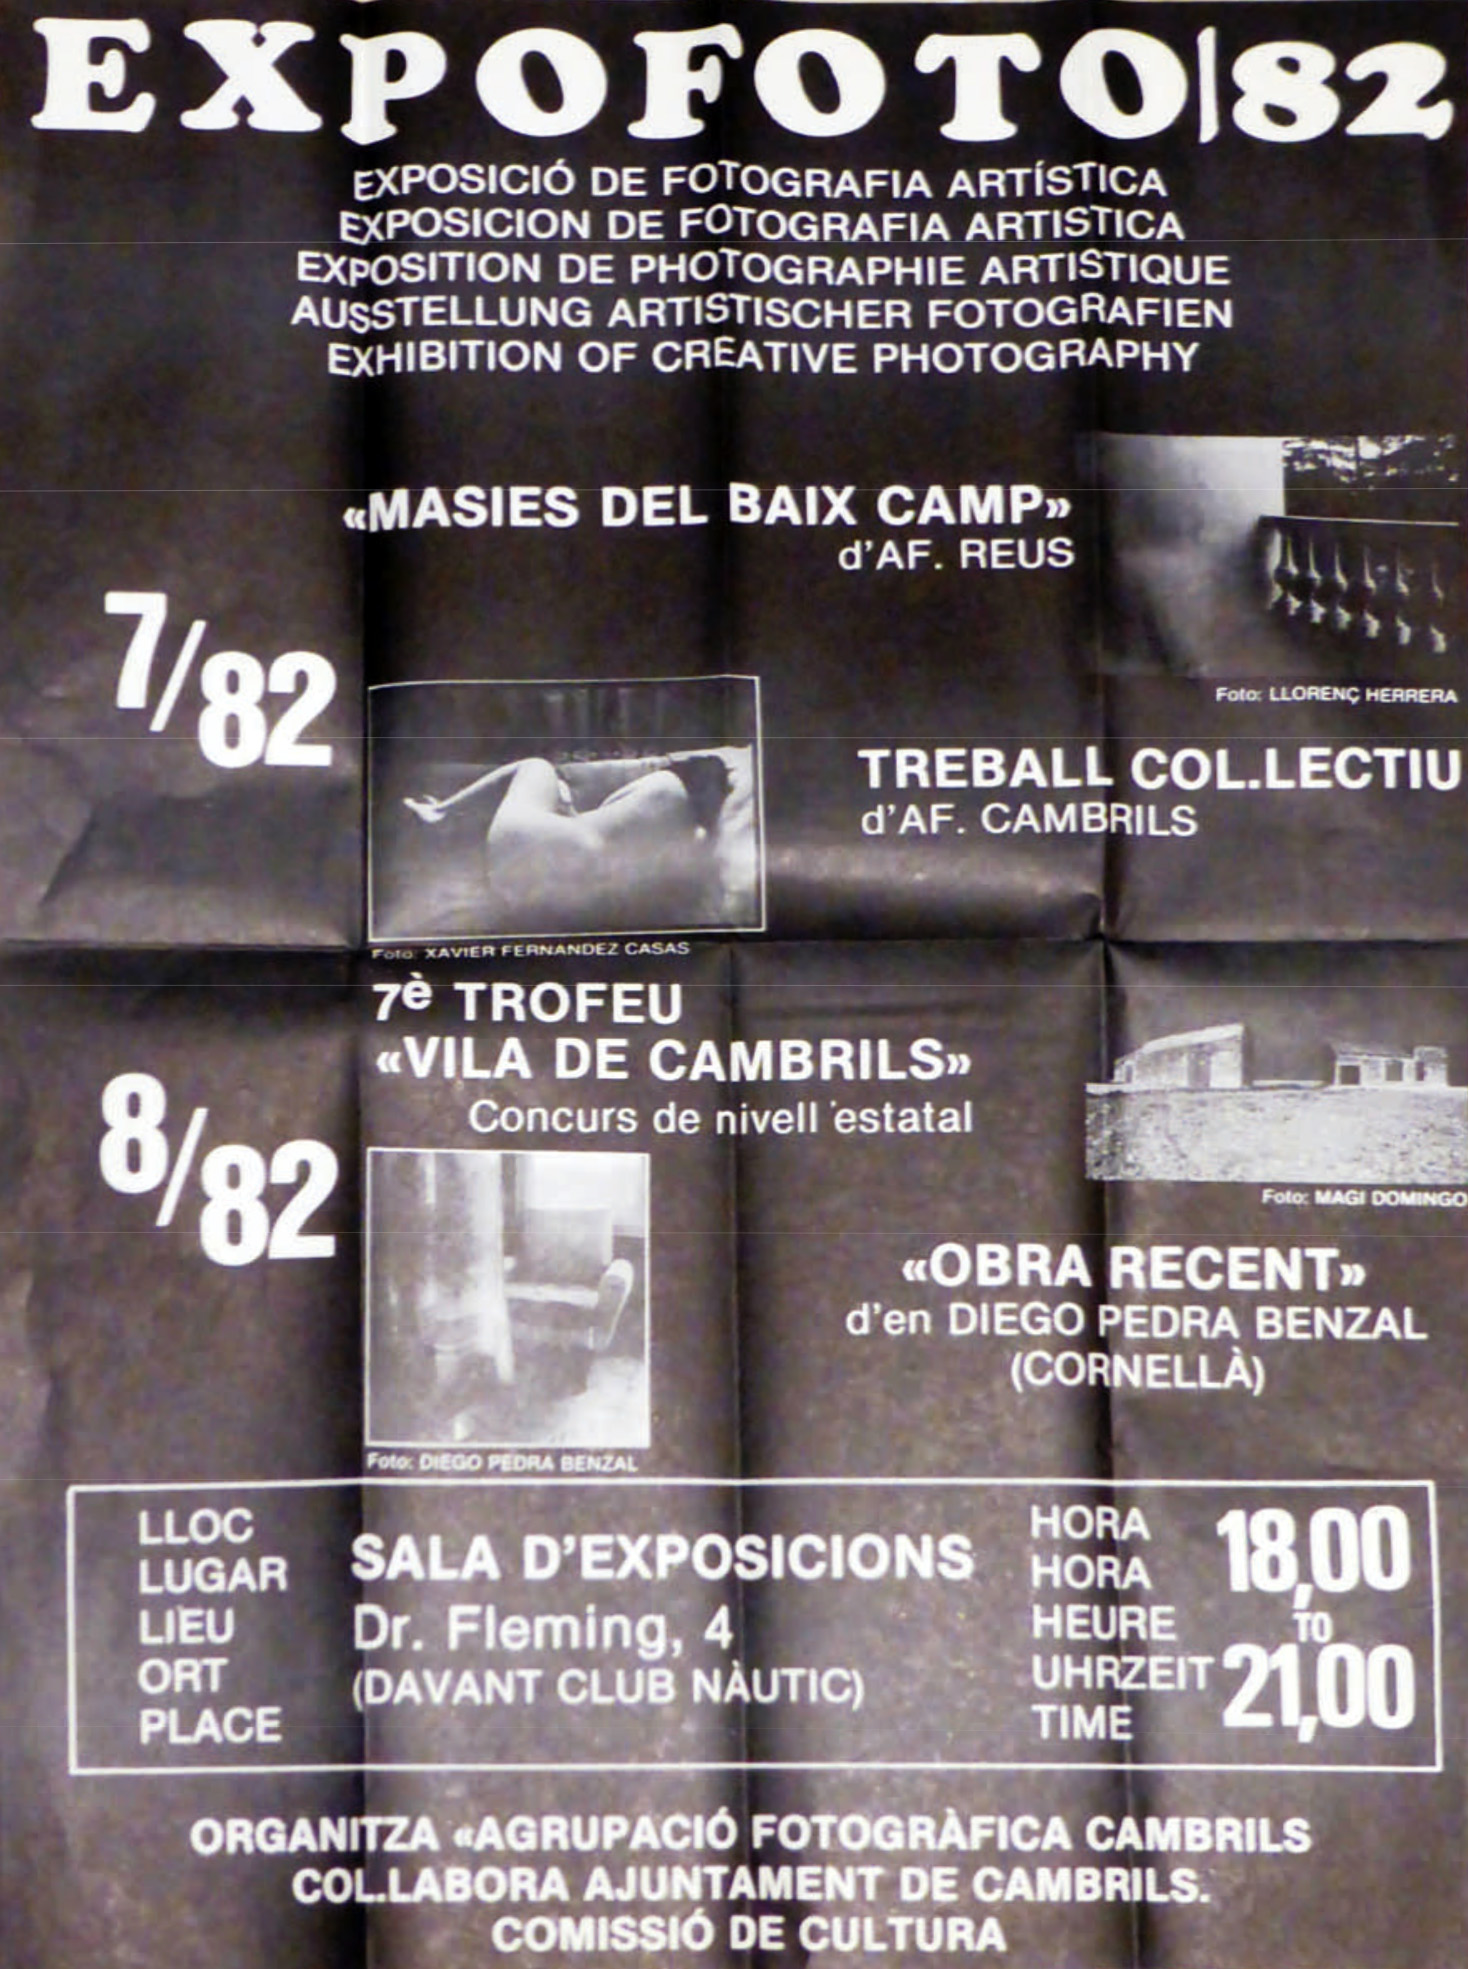 EXPOFOTO|82
EXPOSICIÓ DE FOTOGRAFIA ARTÍSTICA
EXPOSICION DE FOTOGRAFIA ARTISTICA
EXPOSITION DE PHOTOGRAPHIE ARTISTIQUE
AUSSTELLUNG ARTISTISCHER FOTOGRAFIEN
EXHIBITION OF CREATIVE PHOTOGRAPHY
«MASIES DEL BAIX CAMP»
d'AF. REUS
Foto: LLORENÇ HERRERA
7/82
TREBALL COL.LECTIU
d'AF. CAMBRILS
Foto: XAVIER FERNANDEZ CASAS
7è TROFEU
«VILA DE CAMBRILS»
Concurs de nivell estatal
Foto: MAGI DOMINGO
8/82
«OBRA RECENT»
d'en DIEGO PEDRA BENZAL
(CORNELLÀ)
Foto: DIEGO PEDRA BENZAL
LLOC
LUGAR
LIEU
ORT
PLACE
SALA D'EXPOSICIONS
Dr. Fleming, 4
(DAVANT CLUB NÀUTIC)
HORA
HORA
HEURE
UHRZEIT
TIME
18,00
TO
21,00
ORGANITZA «AGRUPACIÓ FOTOGRÀFICA CAMBRILS
COL.LABORA AJUNTAMENT DE CAMBRILS.
COMISSIÓ DE CULTURA